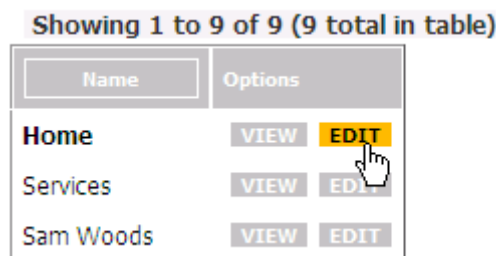 Showing 1 to 9 of 9 (9 total in table)
Name Options
Home VIEW EDIT
Services VIEW EDIT
Sam Woods VIEW EDIT